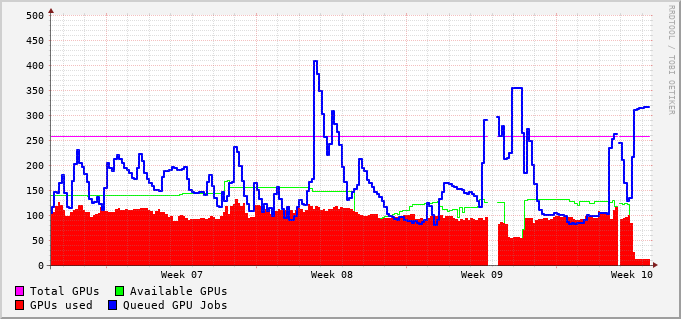 500
450
400
350
300
250
200
150
100
50
0
RRDTOOL / TOBI OETIKER
Week 07 Week 08 Week 09 Week 10
Total GPUs Available GPUs
GPUs used Queued GPU Jobs